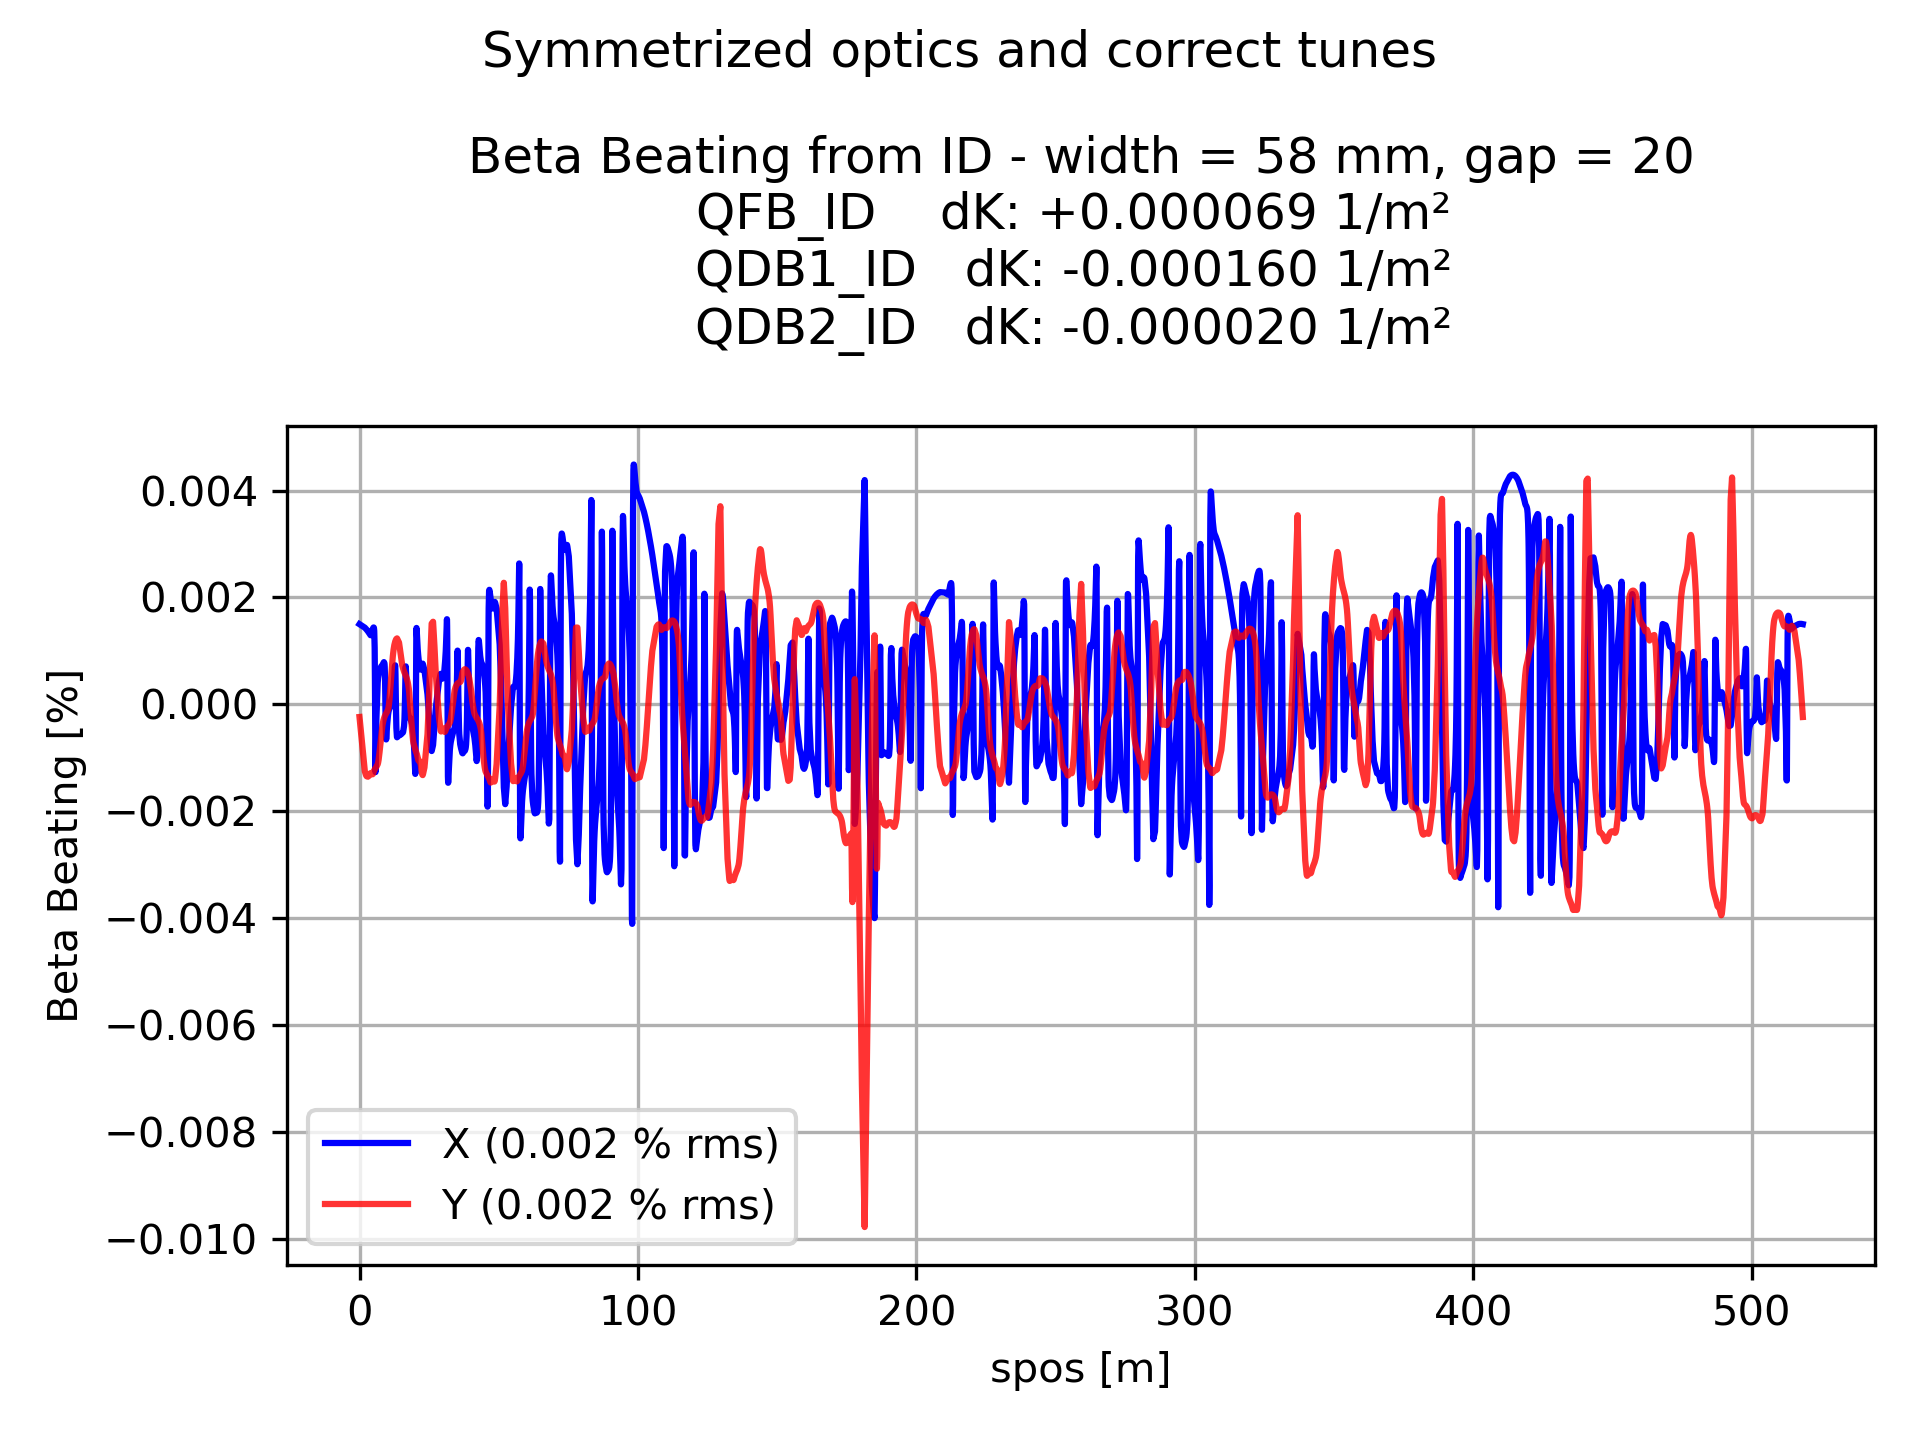 Symmetrized optics and correct tunes
Beta Beating from ID - width = 58 mm, gap = 20
QFB_ID dK: +0.000069 1/m²
QDB1_ID dK: -0.000160 1/m²
QDB2_ID dK: -0.000020 1/m²
0.004
0.002
0.000
−0.002
−0.004
−0.006
−0.008
−0.010
Beta Beating [%]
X (0.002 % rms)
Y (0.002 % rms)
0 100 200 300 400 500
spos [m]